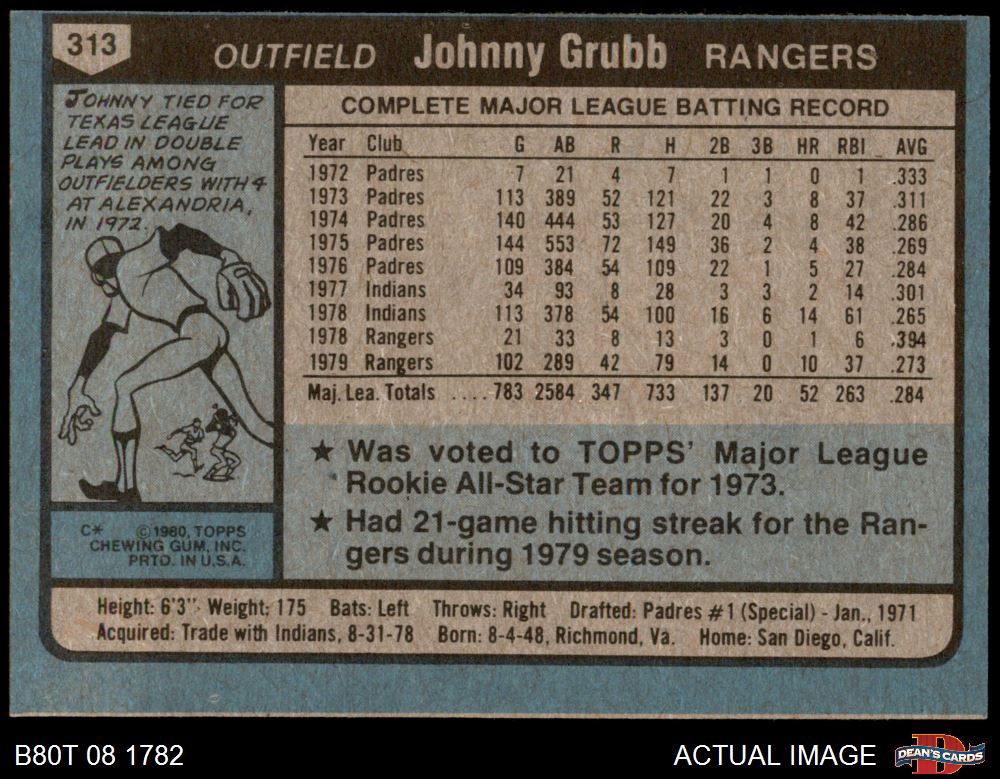 313
OUTFIELD Johnny Grubb RANGERS
JOHNNY TIED FOR
TEXAS LEAGUE
LEAD IN DOUBLE
PLAYS AMONG
OUTFIELDERS WITH 4
AT ALEXANDRIA,
IN 1972.
C* ©1980, TOPPS
CHEWING GUM, INC.
PRTD. IN U.S.A.
COMPLETE MAJOR LEAGUE BATTING RECORD
Year Club G AB R H 2B 3B HR RBI AVG
1972 Padres 7 21 4 7 1 1 0 1 .333
1973 Padres 113 389 52 121 22 3 8 37 .311
1974 Padres 140 444 53 127 20 4 8 42 .286
1975 Padres 144 553 72 149 36 2 4 38 .269
1976 Padres 109 384 54 109 22 1 5 27 .284
1977 Indians 34 93 8 28 3 3 2 14 .301
1978 Indians 113 378 54 100 16 6 14 61 .265
1978 Rangers 21 33 8 13 3 0 1 6 .394
1979 Rangers 102 289 42 79 14 0 10 37 .273
Maj. Lea. Totals ....783 2584 347 733 137 20 52 263 .284
★ Was voted to TOPPS' Major League
Rookie All-Star Team for 1973.
★ Had 21-game hitting streak for the Ran-
gers during 1979 season.
Height: 6'3" Weight: 175 Bats: Left Throws: Right Drafted: Padres #1 (Special) - Jan., 1971
Acquired: Trade with Indians, 8-31-78 Born: 8-4-48, Richmond, Va. Home: San Diego, Calif.
B80T 08 1782 ACTUAL IMAGE DEAN'S CARDS